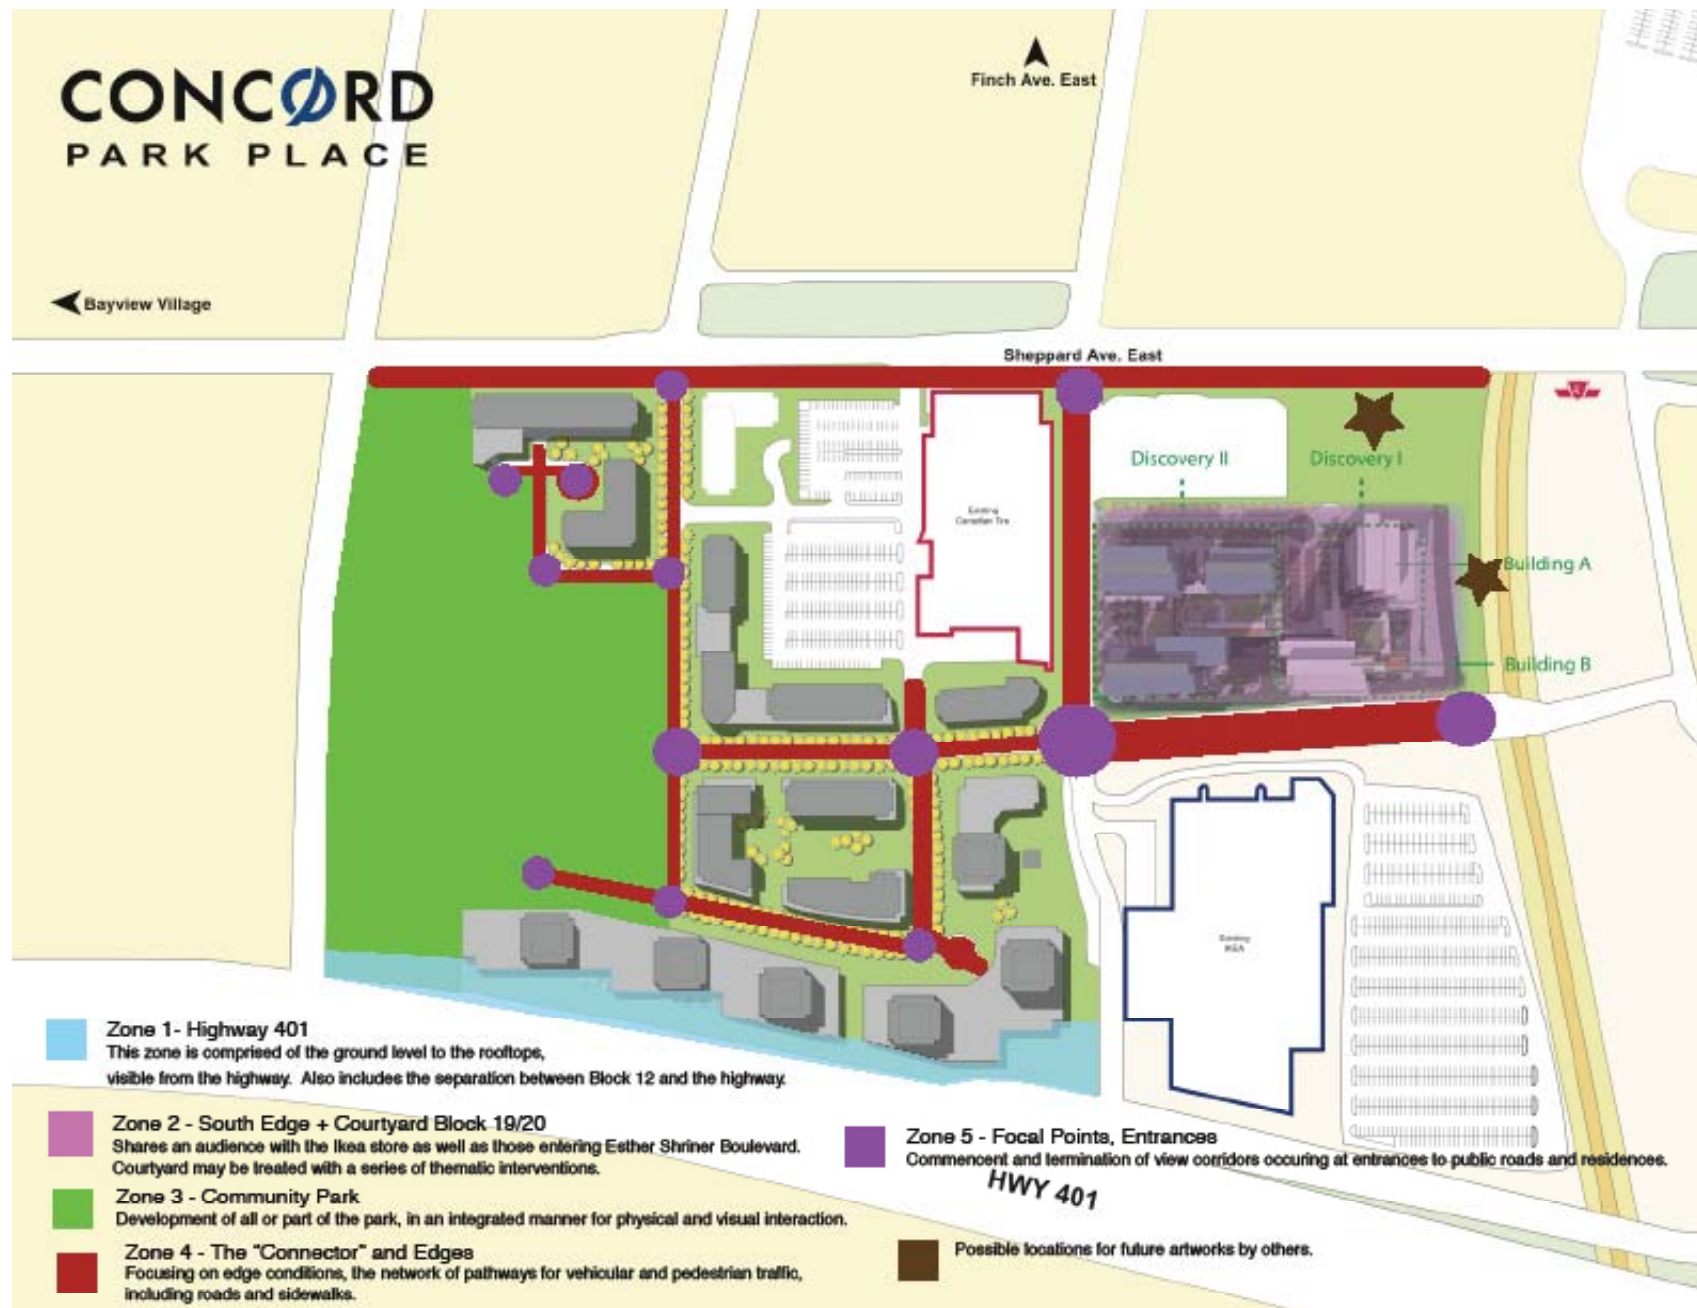 CONCORD
PARK PLACE
Finch Ave. East
Bayview Village
Sheppard Ave. East
Discovery II
Discovery I
Existing
Canadian Tire
Building A
Building B
Existing
IKEA
Zone 1- Highway 401
This zone is comprised of the ground level to the rooftops,
visible from the highway. Also includes the separation between Block 12 and the highway.
Zone 2 - South Edge + Courtyard Block 19/20
Shares an audience with the Ikea store as well as those entering Esther Shriner Boulevard.
Courtyard may be treated with a series of thematic interventions.
Zone 3 - Community Park
Development of all or part of the park, in an integrated manner for physical and visual interaction.
Zone 4 - The "Connector" and Edges
Focusing on edge conditions, the network of pathways for vehicular and pedestrian traffic,
including roads and sidewalks.
Zone 5 - Focal Points, Entrances
Commencent and termination of view corridors occuring at entrances to public roads and residences.
HWY 401
Possible locations for future artworks by others.